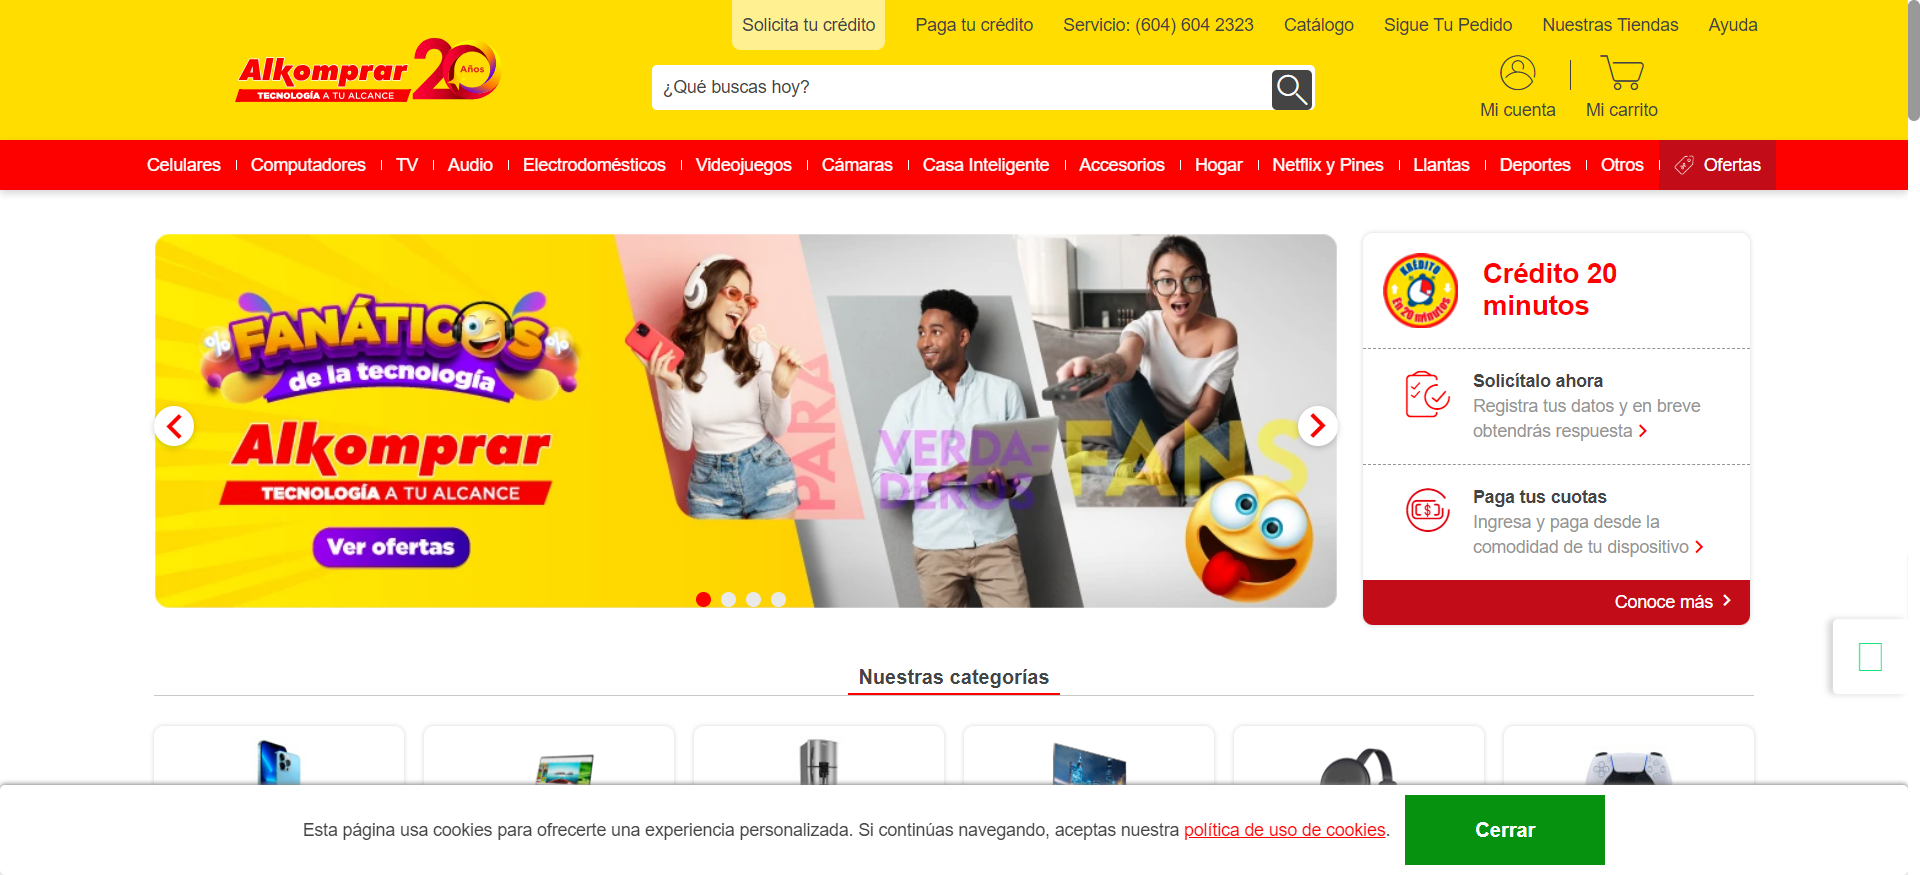 Solicita tu crédito
Paga tu crédito
Servicio: (604) 604 2323
Catálogo
Sigue Tu Pedido
Nuestras Tiendas
Ayuda
Alkomprar 20 Años
TECNOLOGÍA A TU ALCANCE
¿Qué buscas hoy?
Mi cuenta
Mi carrito
Celulares
Computadores
TV
Audio
Electrodomésticos
Videojuegos
Cámaras
Casa Inteligente
Accesorios
Hogar
Netflix y Pines
Llantas
Deportes
Otros
Ofertas
% FANÁTICOS %
de la tecnología
Alkomprar
TECNOLOGÍA A TU ALCANCE
Ver ofertas
PARA
VERDA-
DEROS
FANS
KRÉDITO
En 20 minutos
Crédito 20
minutos
Solicítalo ahora
Registra tus datos y en breve
obtendrás respuesta
Paga tus cuotas
Ingresa y paga desde la
comodidad de tu dispositivo
Conoce más
Nuestras categorías
Esta página usa cookies para ofrecerte una experiencia personalizada. Si continúas navegando, aceptas nuestra política de uso de cookies.
Cerrar